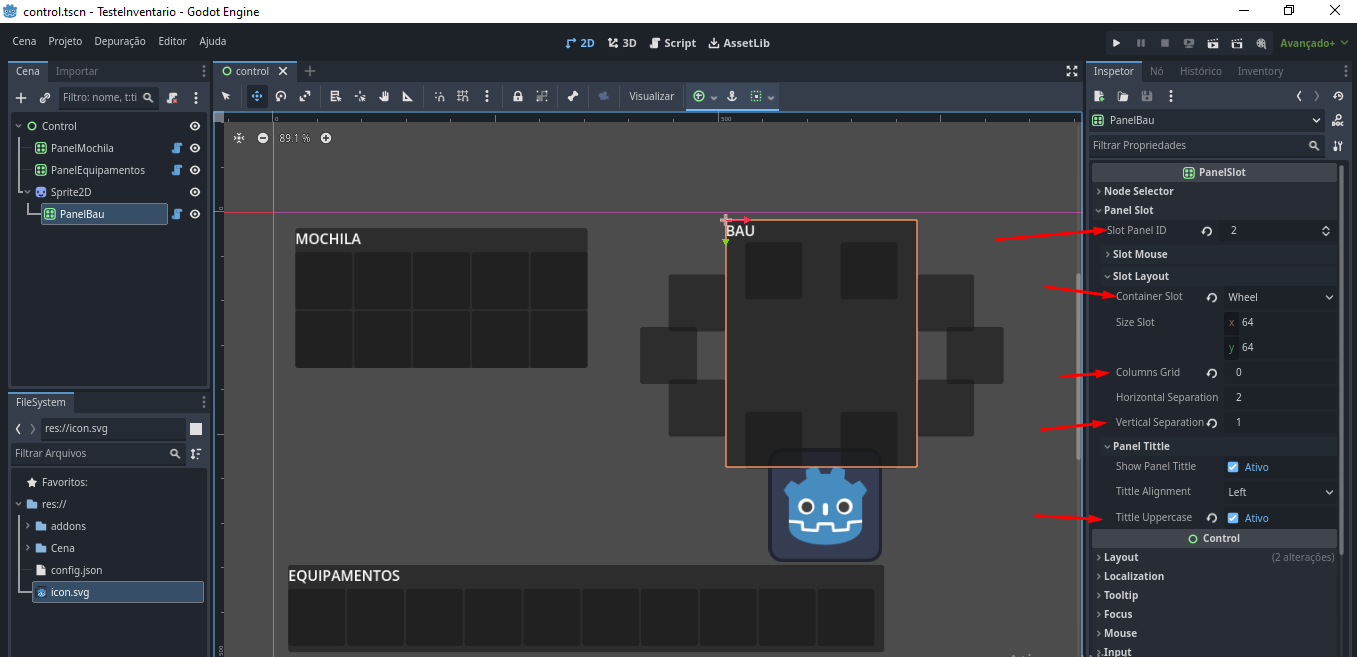 control.tscn - TesteInventario - Godot Engine
Cena Projeto Depuração Editor Ajuda
2D 3D Script AssetLib
Avançado+
Cena Importar
Filtro: nome, t:ti
Control
PanelMochila
PanelEquipamentos
Sprite2D
PanelBau
FileSystem
res://icon.svg
Filtrar Arquivos
Favoritos:
res://
addons
Cena
config.json
icon.svg
control
Visualizar
0
500
89.1 %
0
500
MOCHILA
BAU
EQUIPAMENTOS
Inspetor Nó Histórico Inventory
PanelBau
DOC
Filtrar Propriedades
PanelSlot
Node Selector
Panel Slot
Slot Panel ID 2
Slot Mouse
Slot Layout
Container Slot Wheel
Size Slot x 64
y 64
Columns Grid 0
Horizontal Separation 2
Vertical Separation 1
Panel Tittle
Show Panel Tittle Ativo
Tittle Alignment Left
Tittle Uppercase Ativo
Control
Layout (2 alterações)
Localization
Tooltip
Focus
Mouse
Input